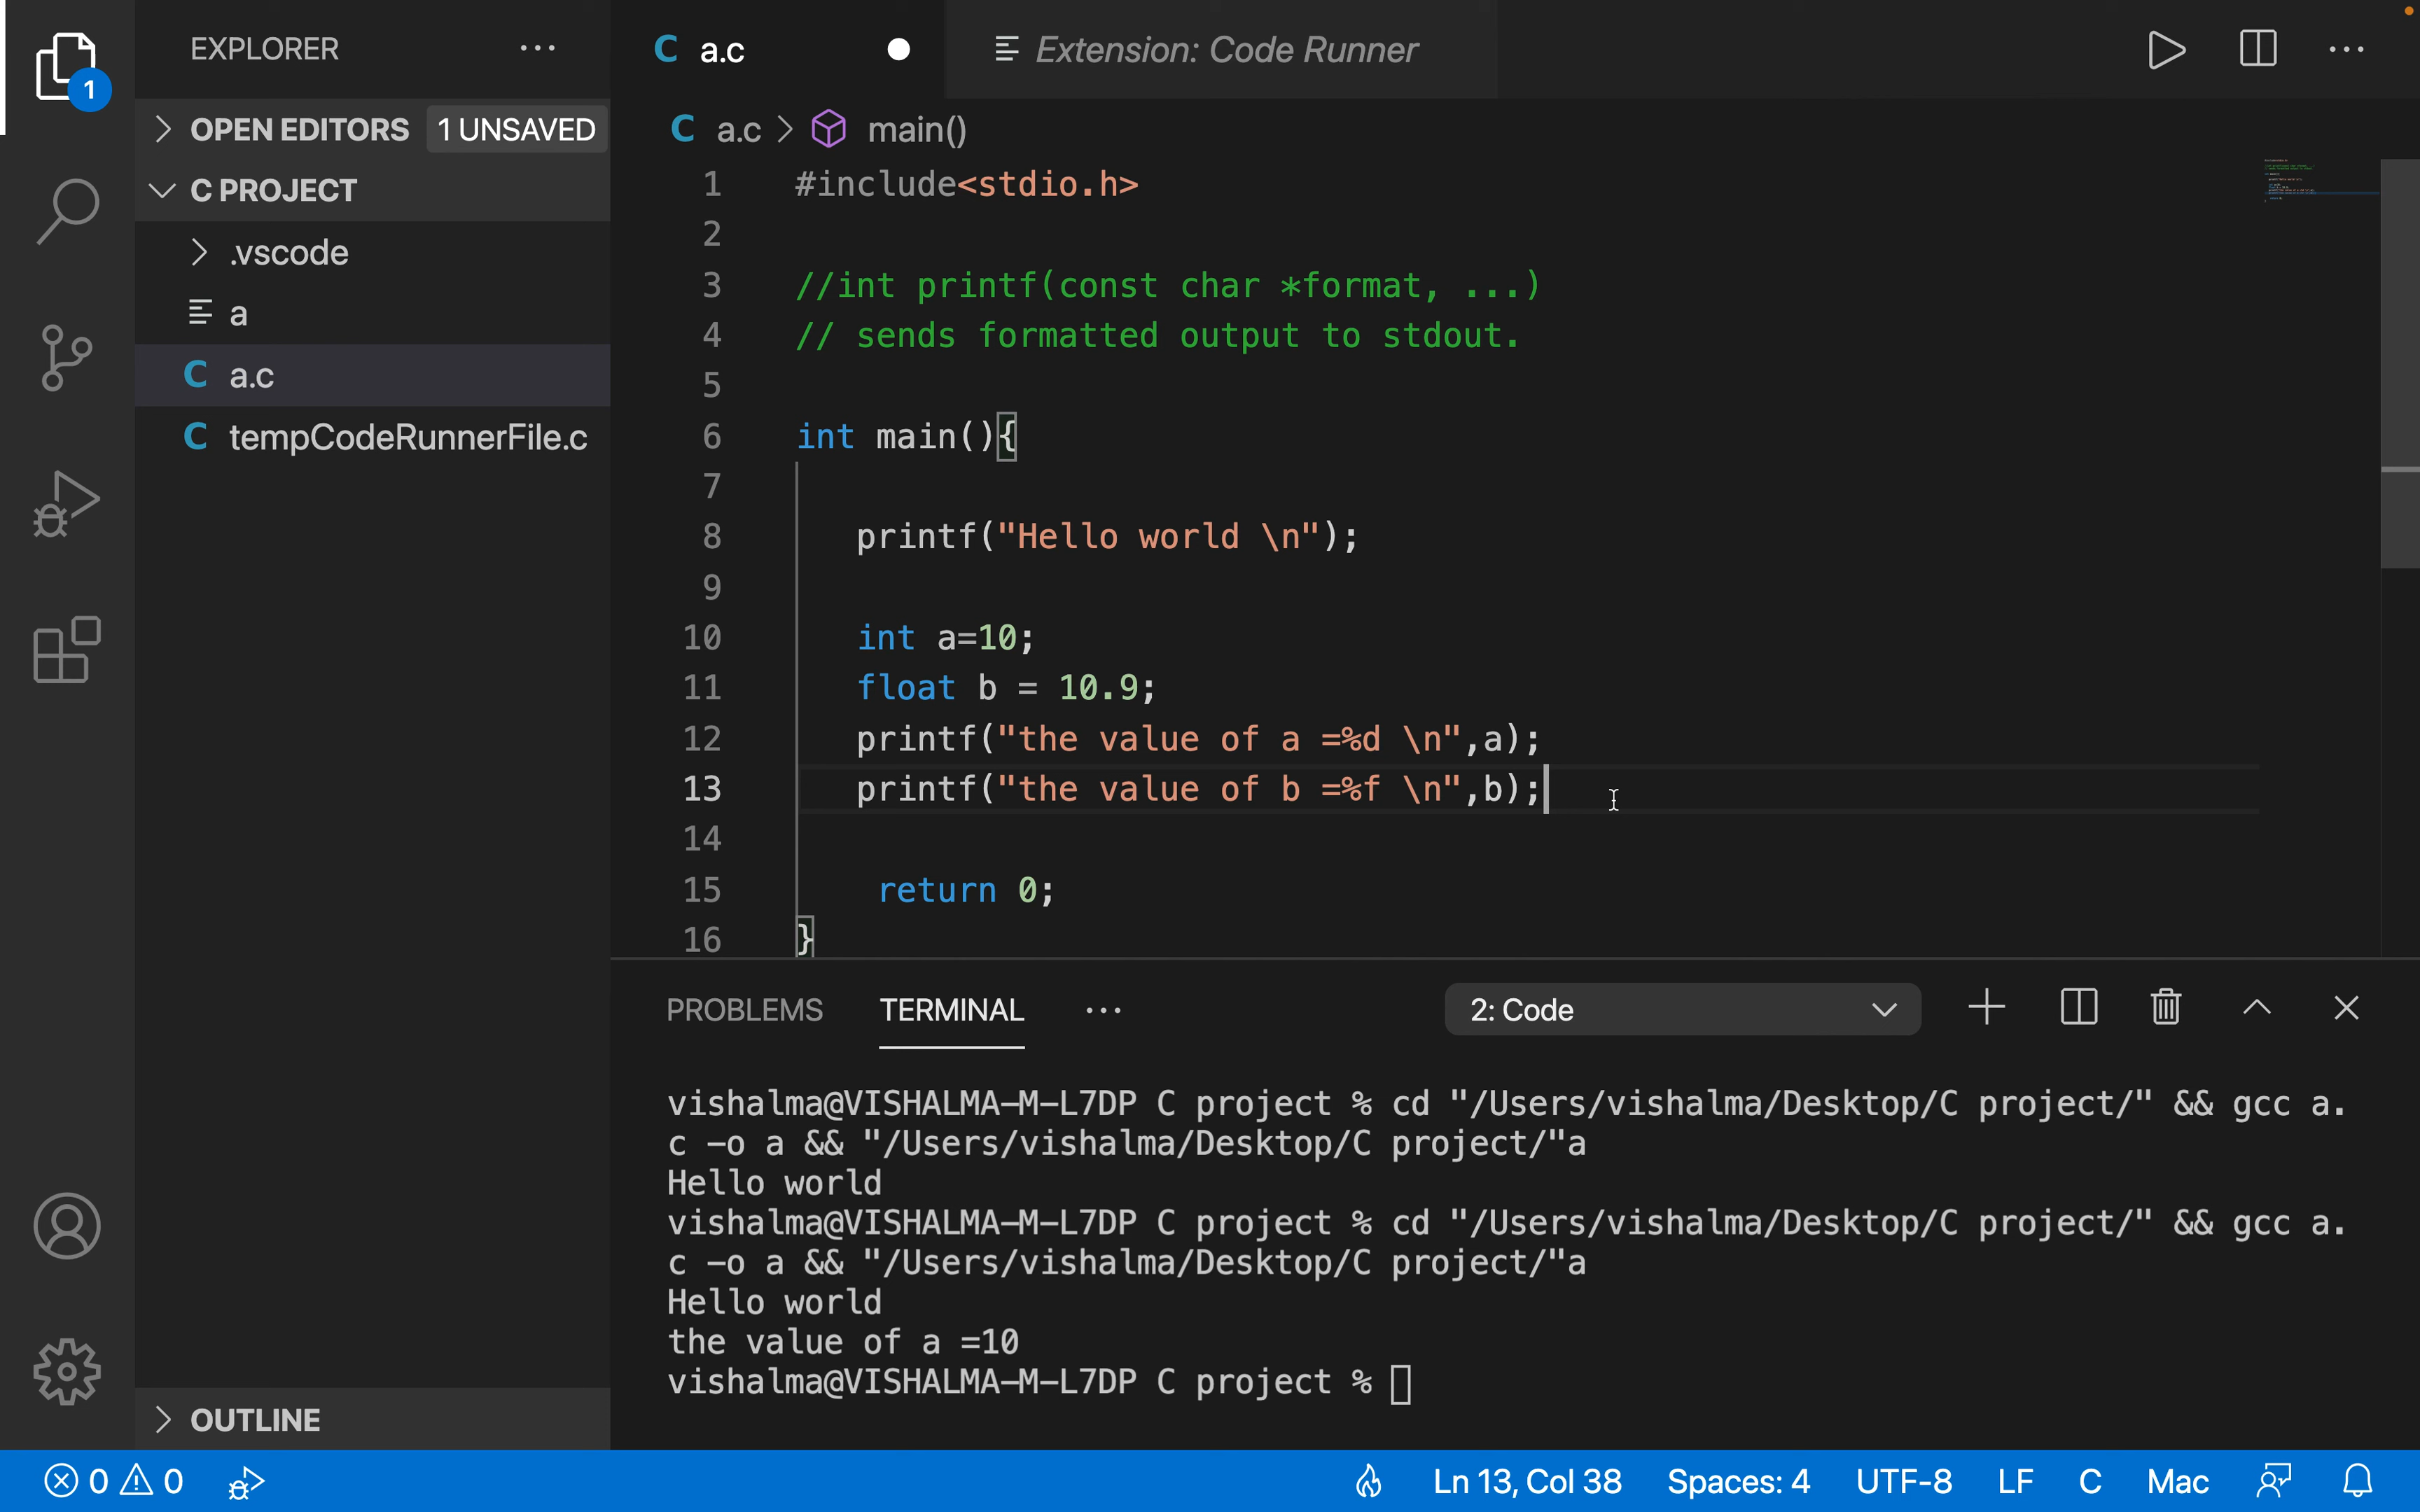 1
EXPLORER
OPEN EDITORS 1 UNSAVED
C PROJECT
.vscode
a
C a.c
C tempCodeRunnerFile.c
OUTLINE
C a.c
Extension: Code Runner
C a.c > main()
1 #include<stdio.h>
2
3 //int printf(const char *format, ...)
4 // sends formatted output to stdout.
5
6 int main(){
7
8 printf("Hello world \n");
9
10 int a=10;
11 float b = 10.9;
12 printf("the value of a =%d \n",a);
13 printf("the value of b =%f \n",b);
14
15 return 0;
16 }
PROBLEMS TERMINAL 2: Code
vishalma@VISHALMA-M-L7DP C project % cd "/Users/vishalma/Desktop/C project/" && gcc a.
c -o a && "/Users/vishalma/Desktop/C project/"a
Hello world
vishalma@VISHALMA-M-L7DP C project % cd "/Users/vishalma/Desktop/C project/" && gcc a.
c -o a && "/Users/vishalma/Desktop/C project/"a
Hello world
the value of a =10
vishalma@VISHALMA-M-L7DP C project %
0 0 Ln 13, Col 38 Spaces: 4 UTF-8 LF C Mac